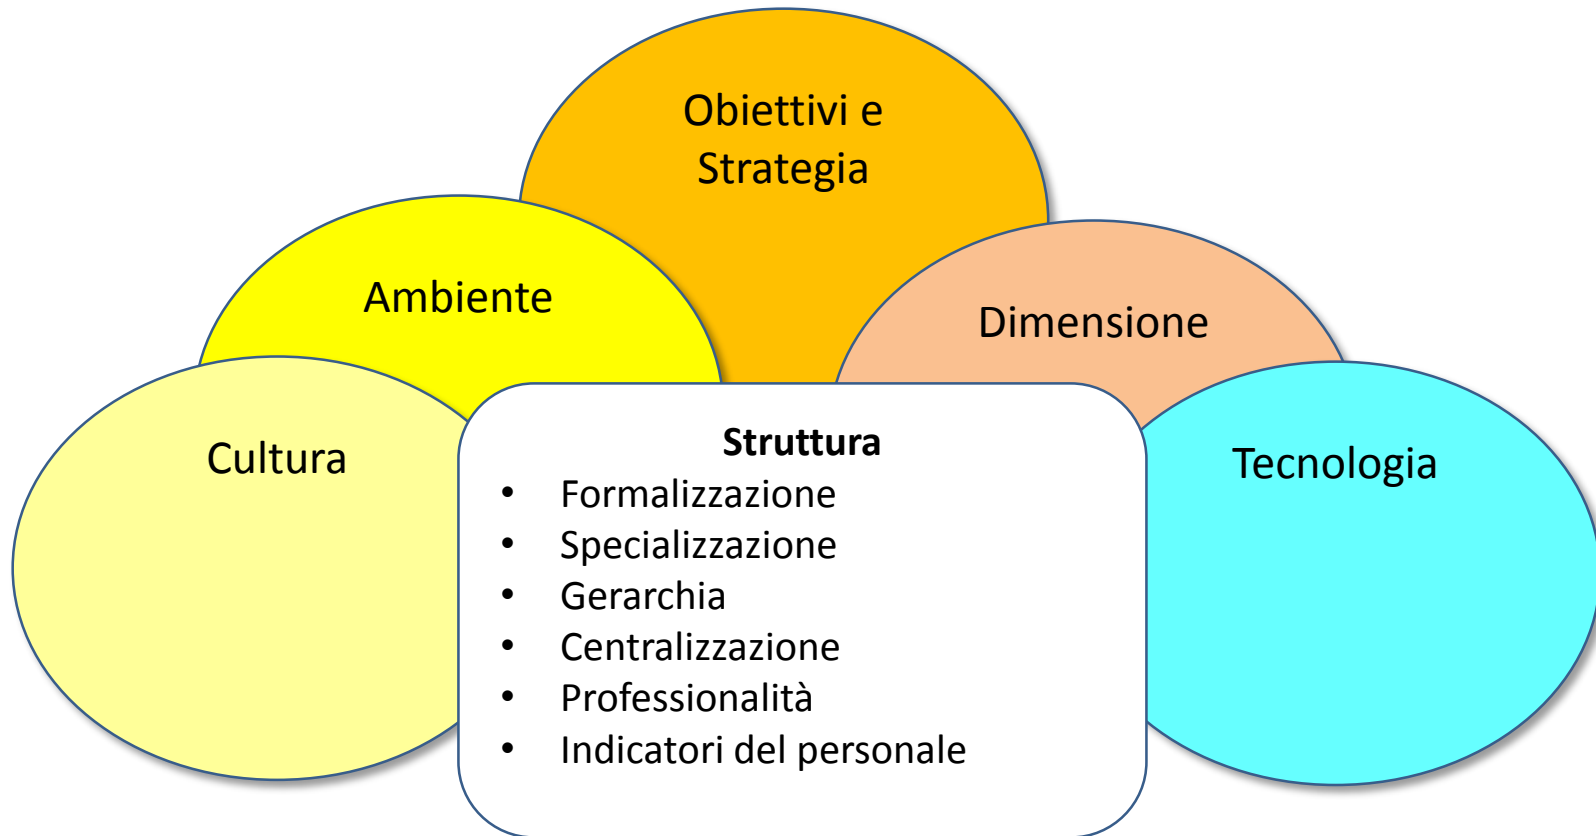 Obiettivi e
Strategia
Ambiente
Dimensione
Cultura
Tecnologia
Struttura
• Formalizzazione
• Specializzazione
• Gerarchia
• Centralizzazione
• Professionalità
• Indicatori del personale